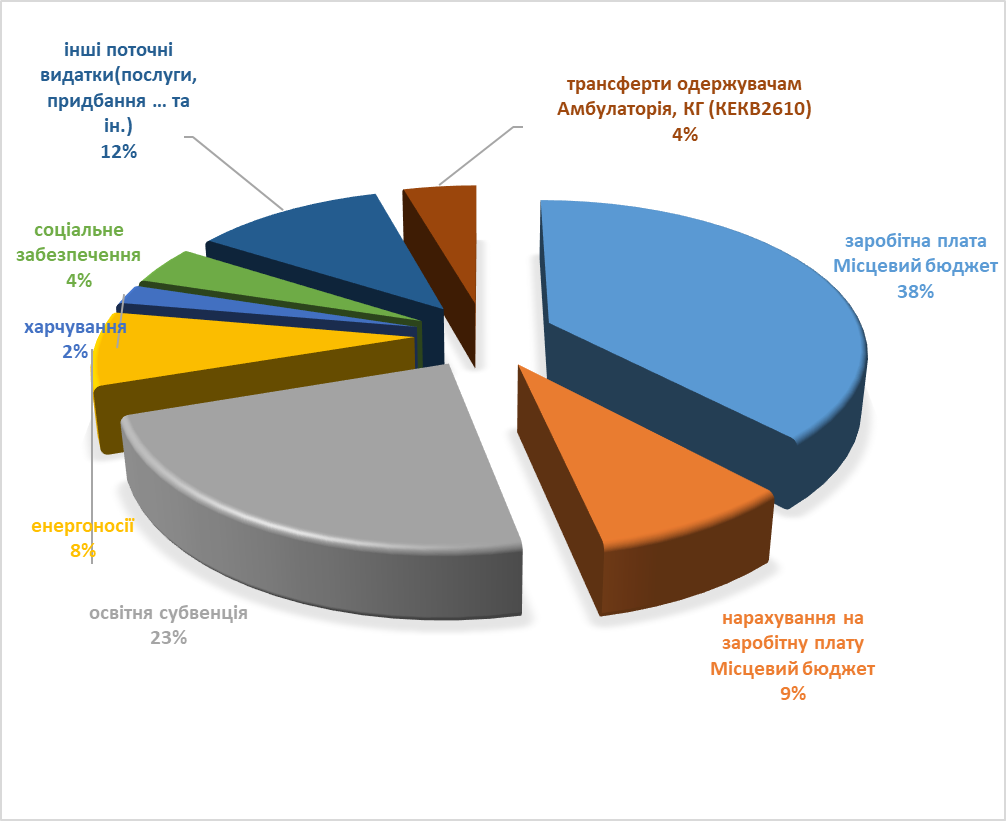 інші поточні
видатки(послуги,
придбання ... та
ін.)
12%
трансферти одержувачам
Амбулаторія, КГ (КЕКВ2610)
4%
заробітна плата
Місцевий бюджет
38%
соціальне
забезпечення
4%
харчування
2%
енергоносії
8%
освітня субвенція
23%
нарахування на
заробітну плату
Місцевий бюджет
9%